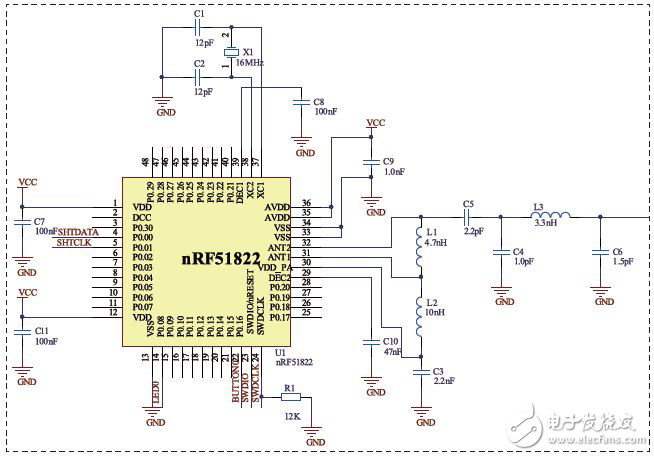 C1
12pF
2
X1
16MHz
1
C2
12pF
GND
C8
100nF
GND
VCC
C9
1.0nF
GND
48 47 46 45 44 43 42 41 40 39 38 37
P0.29
P0.28
P0.27
P0.26
P0.25
P0.24
P0.23
P0.22
P0.21
DEC1
XC2
XC1
VCC
C7
100nF
GND
SHTDATA
SHTCLK
VCC
C11
100nF
GND
1 VDD
2 DCC
3 P0.30
4 P0.00
5 P0.01
6 P0.02
7 P0.03
8 P0.04
9 P0.05
10 P0.06
11 P0.07
12 VDD
nRF51822
AVDD 36
AVDD 35
VSS 34
VSS 33
ANT2 32
ANT1 31
VDD_PA 30
DEC2 29
P0.20 28
P0.19 27
P0.18 26
P0.17 25
VSS
P0.08
P0.09
P0.10
P0.11
P0.12
P0.13
P0.14
P0.15
P0.16
SWDIO/nRESET
SWDCLK
13 14 15 16 17 18 19 20 21 22 23 24
U1
nRF51822
LED0
BUTTON0
SWDIO
SWDCLK
GND
R1
12K
GND
C10
47nF
GND
L1
4.7nH
L2
10nH
C3
2.2nF
GND
C5
2.2pF
L3
3.3nH
C4
1.0pF
GND
C6
1.5pF
GND
电子发烧友
www.elecfans.com